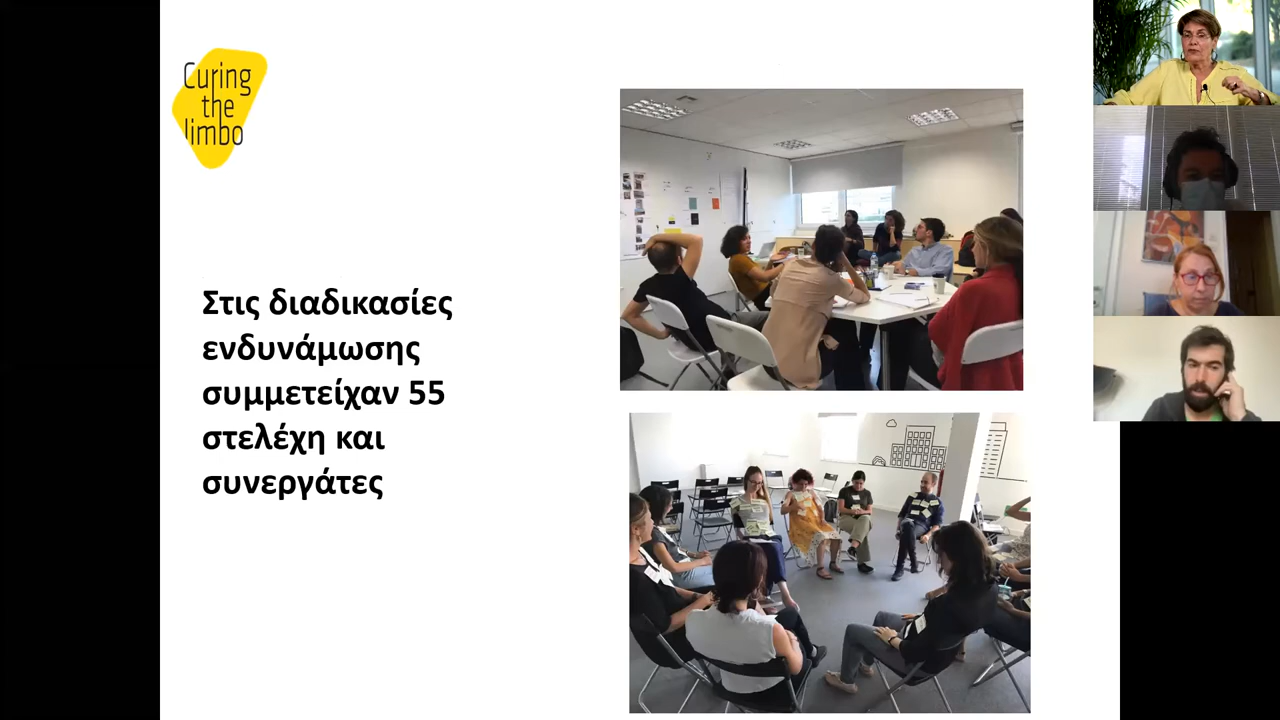 Curing
the
limbo
Στις διαδικασίες
ενδυνάμωσης
συμμετείχαν 55
στελέχη και
συνεργάτες